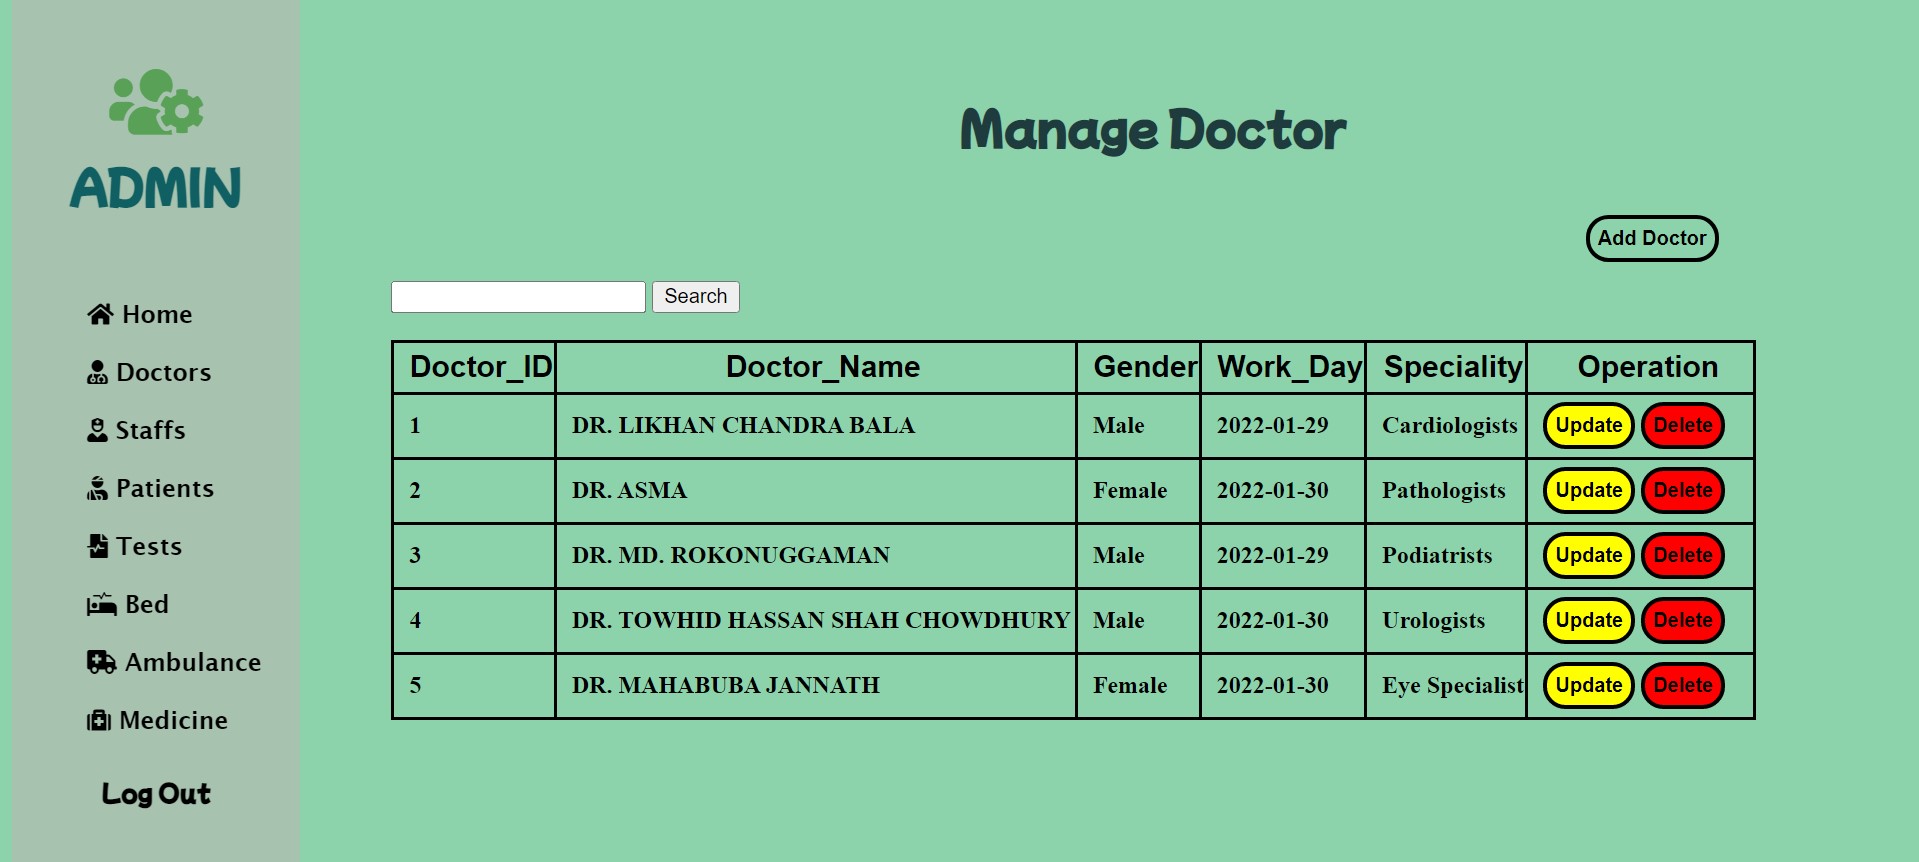 ADMIN
Home
Doctors
Staffs
Patients
Tests
Bed
Ambulance
Medicine
Log Out
Manage Doctor
Add Doctor
Search
Doctor_ID Doctor_Name Gender Work_Day Speciality Operation
1 DR. LIKHAN CHANDRA BALA Male 2022-01-29 Cardiologists Update Delete
2 DR. ASMA Female 2022-01-30 Pathologists Update Delete
3 DR. MD. ROKONUGGAMAN Male 2022-01-29 Podiatrists Update Delete
4 DR. TOWHID HASSAN SHAH CHOWDHURY Male 2022-01-30 Urologists Update Delete
5 DR. MAHABUBA JANNATH Female 2022-01-30 Eye Specialist Update Delete